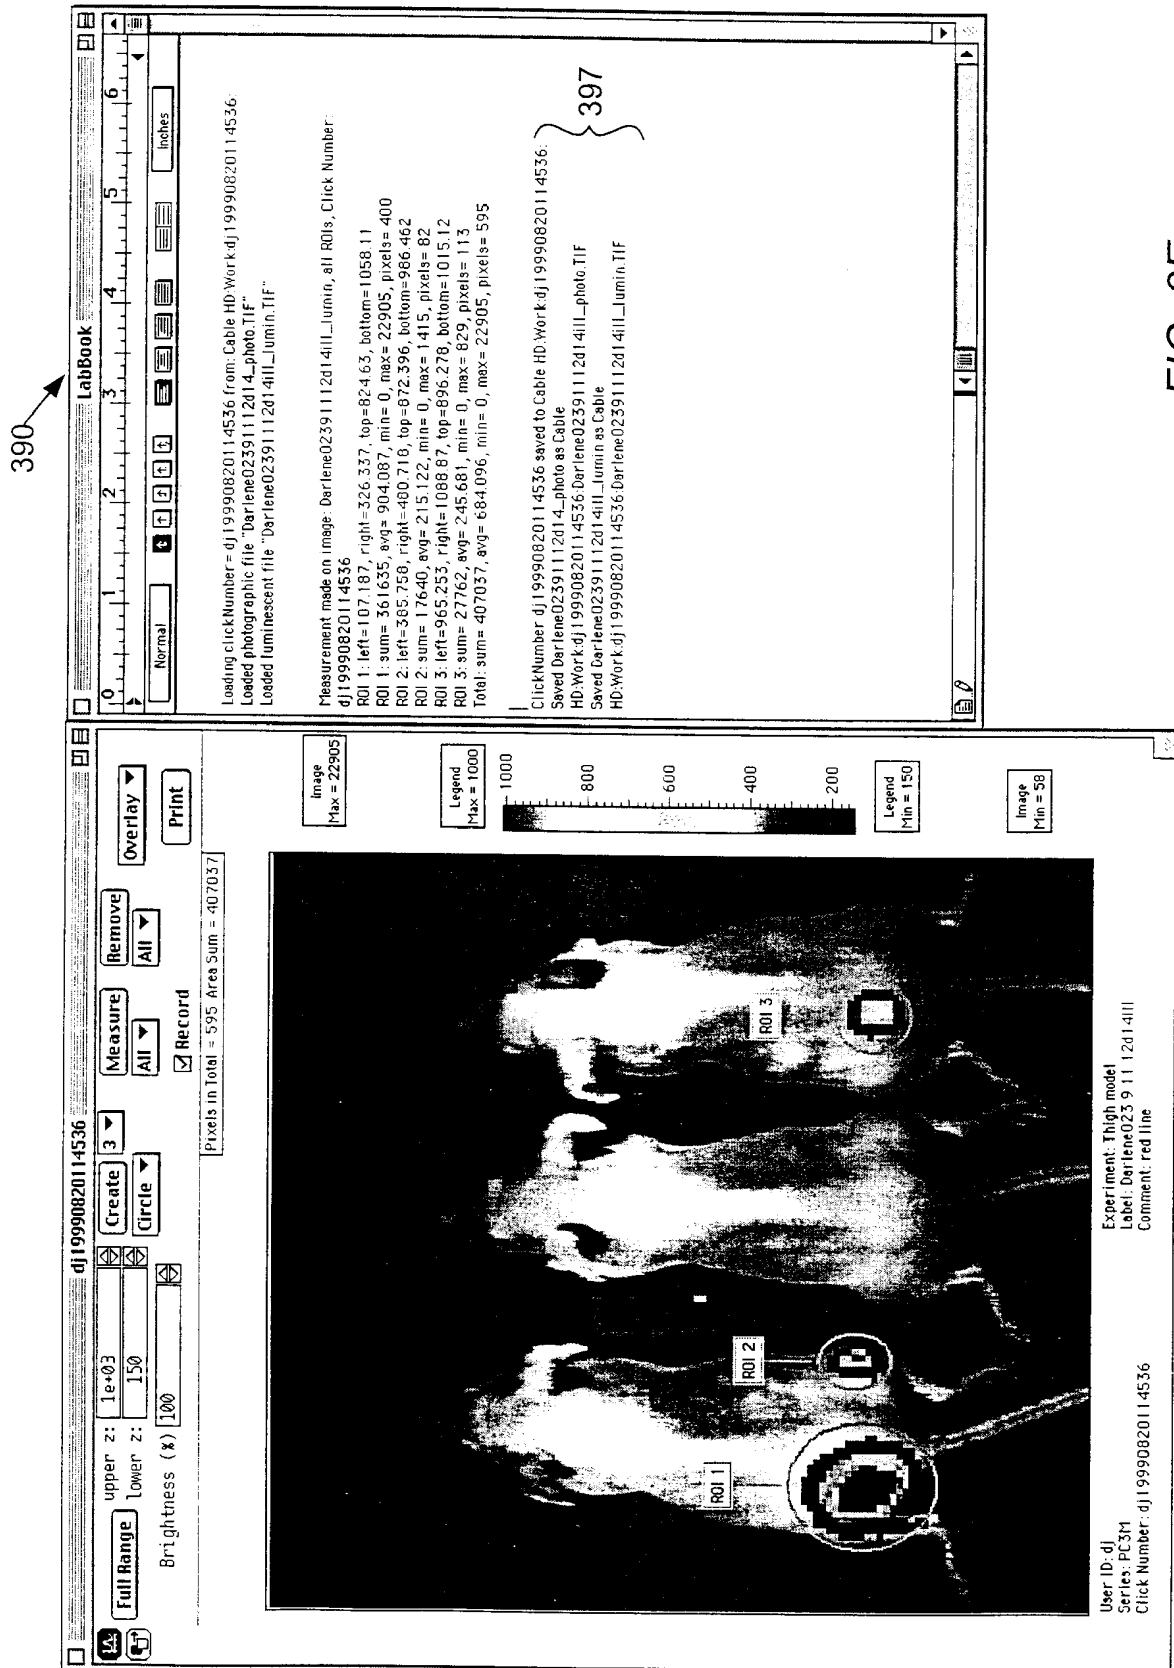 390
LabBook
0 1 2 3 4 5 6
Normal
Inches
Loading clickNumber = dj19990820114536 from: Cable HD:Work:dj19990820114536:
Loaded photographic file "Darlene02391112d14_photo.TIF"
Loaded luminescent file "Darlene02391112d14ill_lumin.TIF"
Measurement made on image: Darlene02391112d14ill_lumin, all ROIs, Click Number:
dj19990820114536
ROI 1: left=107.187, right=326.337, top=824.63, bottom=1058.11
ROI 1: sum= 361635, avg= 904.087, min= 0, max= 22905, pixels= 400
ROI 2: left=385.758, right=480.718, top=872.396, bottom=986.462
ROI 2: sum= 17640, avg= 215.122, min= 0, max= 1415, pixels= 82
ROI 3: left=965.253, right=1088.87, top=896.278, bottom=1015.12
ROI 3: sum= 27762, avg= 245.681, min= 0, max= 829, pixels= 113
Total: sum= 407037, avg= 684.096, min= 0, max= 22905, pixels= 595
ClickNumber dj19990820114536 saved to Cable HD:Work:dj19990820114536:
Saved Darlene02391112d14_photo as Cable
HD:Work:dj19990820114536:Darlene02391112d14ill_photo.TIF
Saved Darlene02391112d14ill_lumin as Cable
HD:Work:dj19990820114536:Darlene02391112d14ill_lumin.TIF
397
dj19990820114536
Full Range
upper z: 1e+03
lower z: 150
Brightness (%) 100
Create 3
Circle
Measure
All
Record
Remove
All
Overlay
Print
Pixels in Total = 595 Area Sum = 407037
ROI 1
ROI 2
ROI 3
Image
Max = 22905
Legend
Max = 1000
1000
800
600
400
200
Legend
Min = 150
Image
Min = 58
User ID: dj
Series: PC3M
Click Number: dj19990820114536
Experiment: Thigh model
Label: Darlene023 9 11 12d14ill
Comment: red line